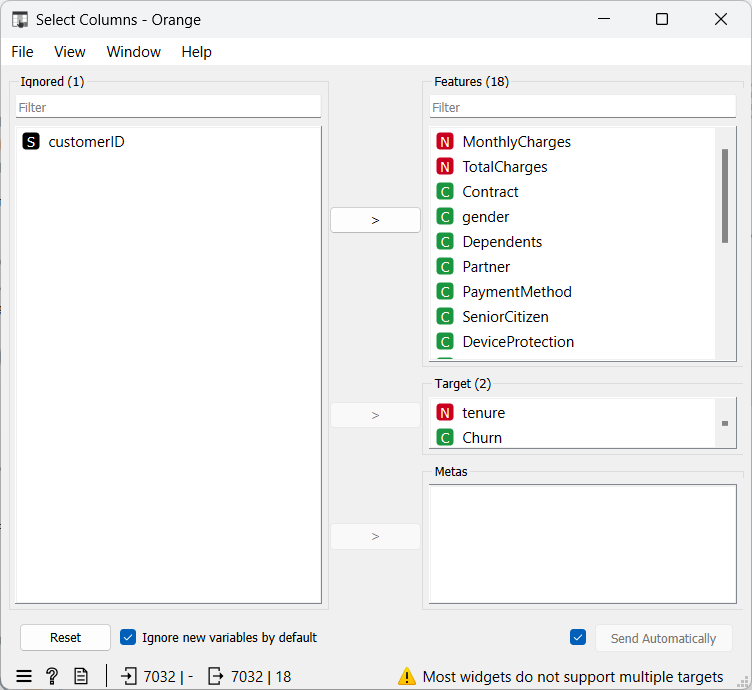 Select Columns - Orange
File View Window Help
Ignored (1)
Filter
S customerID
>
>
>
Features (18)
Filter
N MonthlyCharges
N TotalCharges
C Contract
C gender
C Dependents
C Partner
C PaymentMethod
C SeniorCitizen
C DeviceProtection
Target (2)
N tenure
C Churn
Metas
Reset
Ignore new variables by default
Send Automatically
? 7032 | - 7032 | 18
Most widgets do not support multiple targets